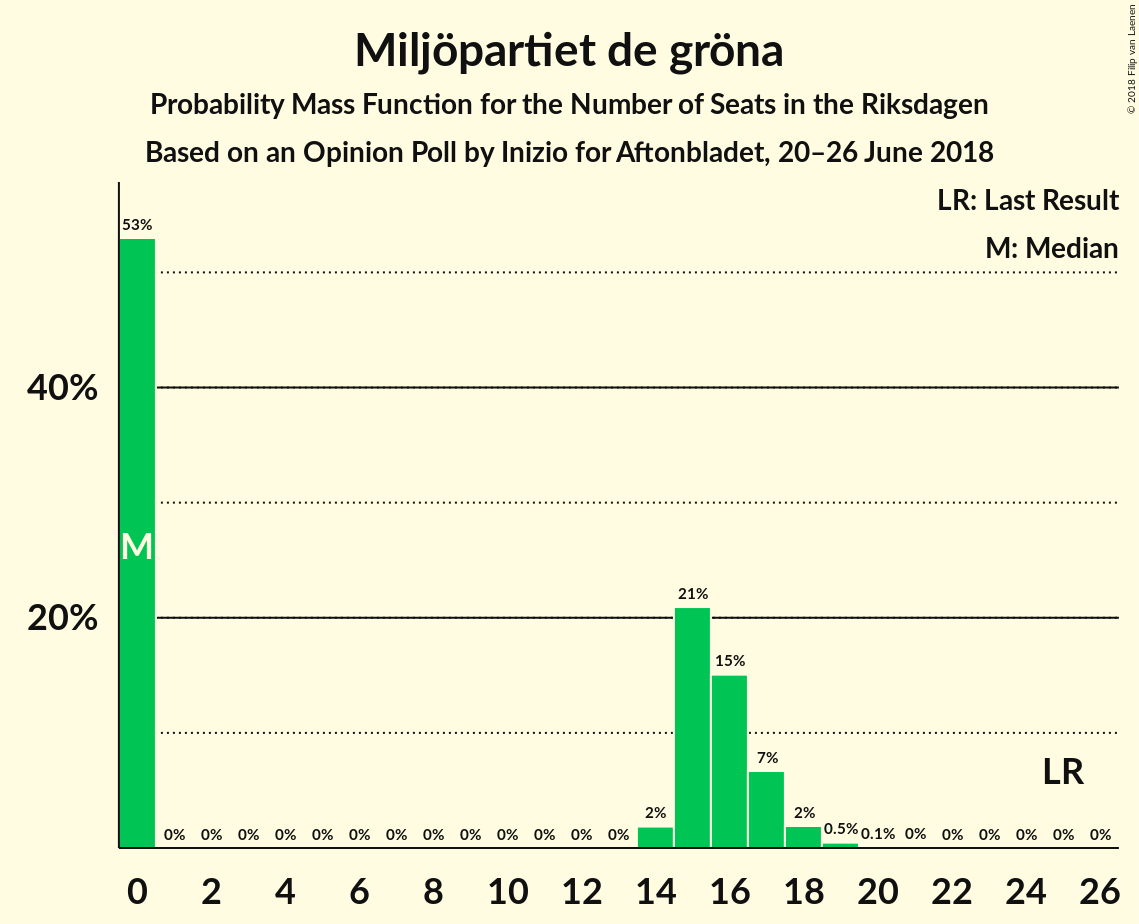 Miljöpartiet de gröna
Probability Mass Function for the Number of Seats in the Riksdagen
Based on an Opinion Poll by Inizio for Aftonbladet, 20–26 June 2018
© 2018 Filip van Laenen
LR: Last Result
M: Median
53%
40%
M
20%
21%
15%
7%
LR
0% 0% 0% 0% 0% 0% 0% 0% 0% 0% 0% 0% 0% 2% 2% 0.5% 0.1% 0% 0% 0% 0% 0% 0%
0 2 4 6 8 10 12 14 16 18 20 22 24 26